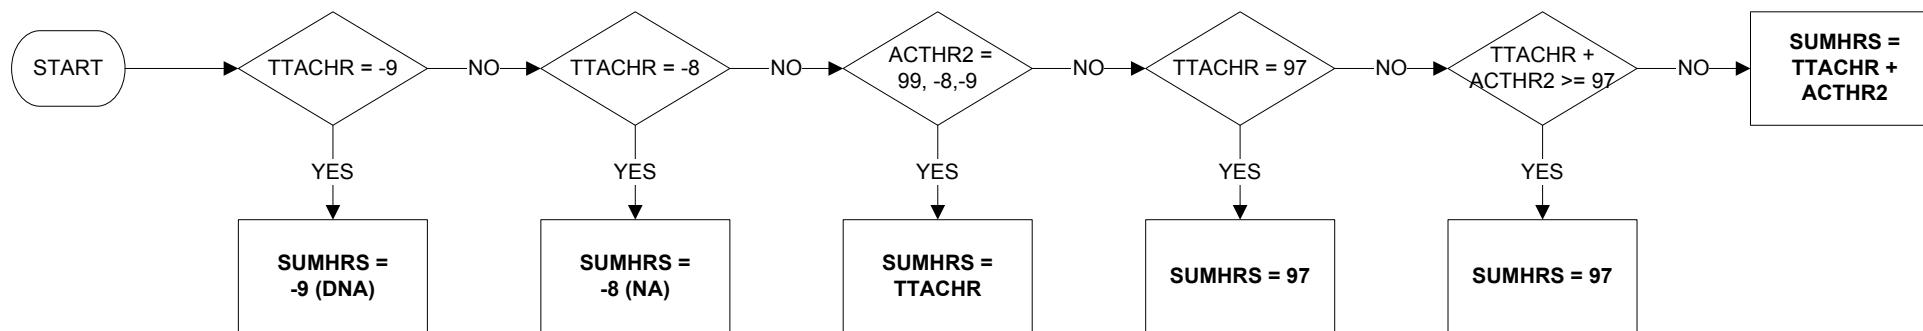 START
TTACHR = -9
NO
TTACHR = -8
NO
ACTHR2 =
99, -8,-9
NO
TTACHR = 97
NO
TTACHR +
ACTHR2 >= 97
NO
SUMHRS =
TTACHR +
ACTHR2
YES
YES
YES
YES
YES
SUMHRS =
-9 (DNA)
SUMHRS =
-8 (NA)
SUMHRS =
TTACHR
SUMHRS = 97
SUMHRS = 97